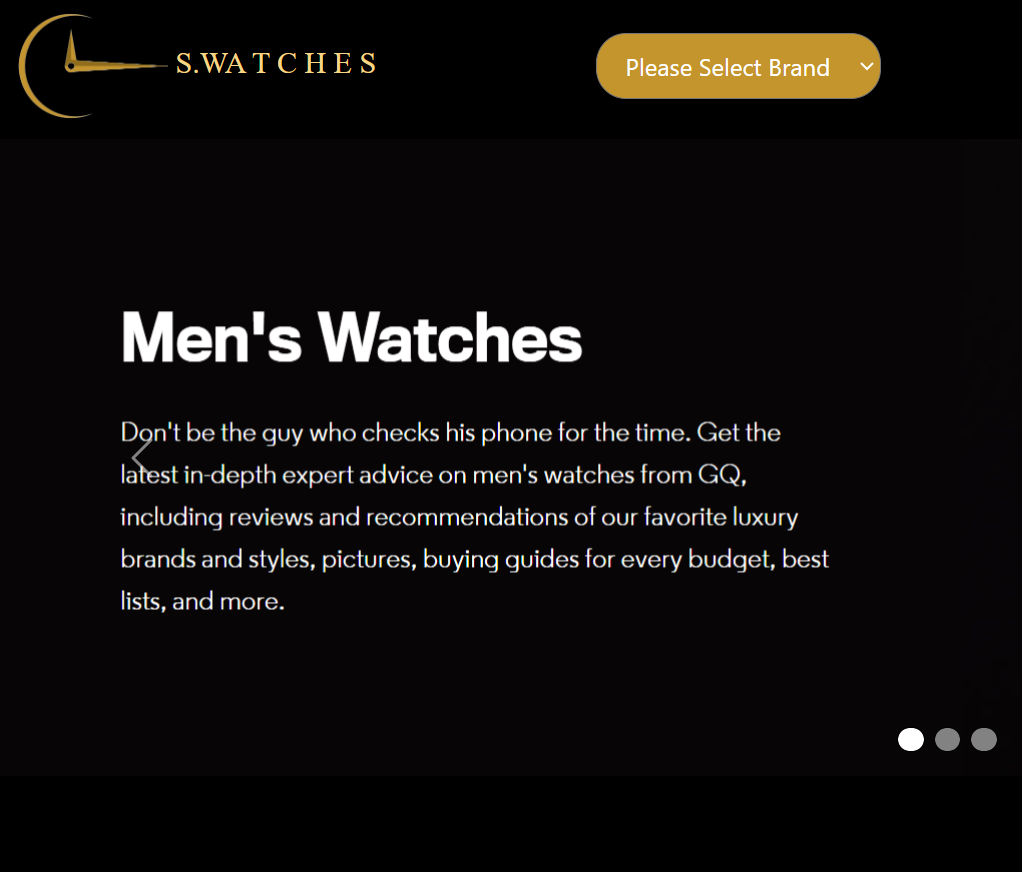 S.WATCHES
Please Select Brand
Men's Watches
Don't be the guy who checks his phone for the time. Get the
latest in-depth expert advice on men's watches from GQ,
including reviews and recommendations of our favorite luxury
brands and styles, pictures, buying guides for every budget, best
lists, and more.